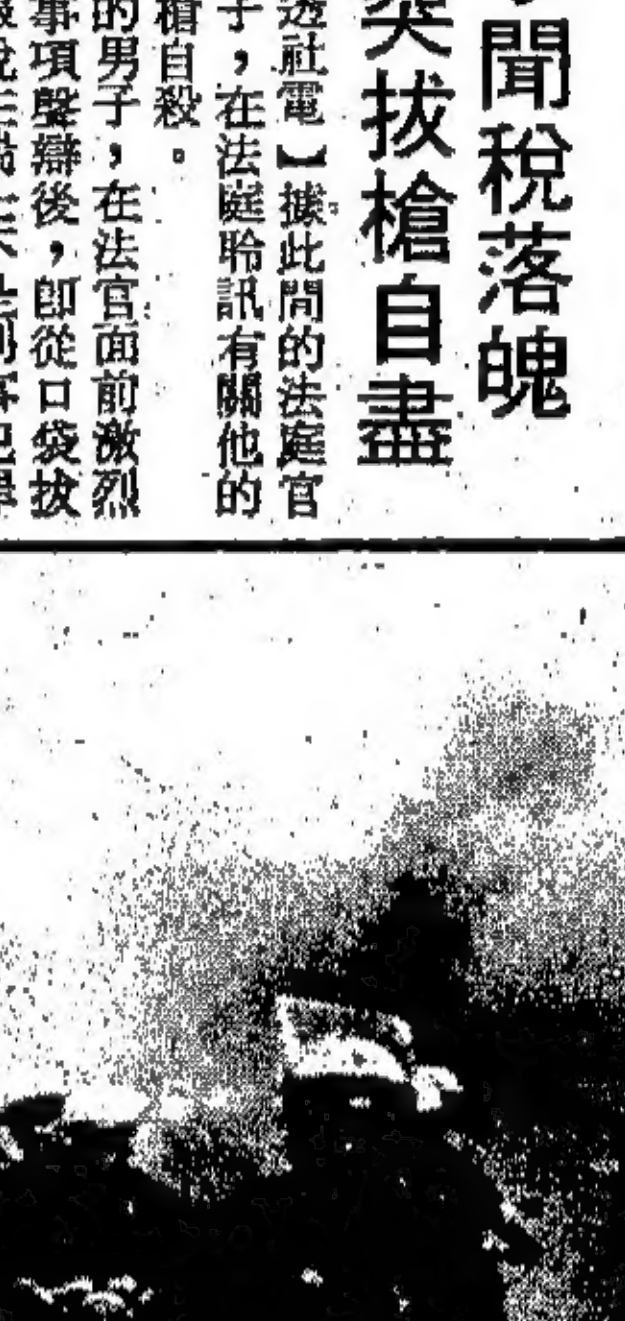 聞稅落魄
突拔槍自盡
透社電】據此間的法庭官
子，在法庭聆訊有關他的
槍自殺。
的男子，在法官面前激烈
事項聲辯後，卽從口袋拔